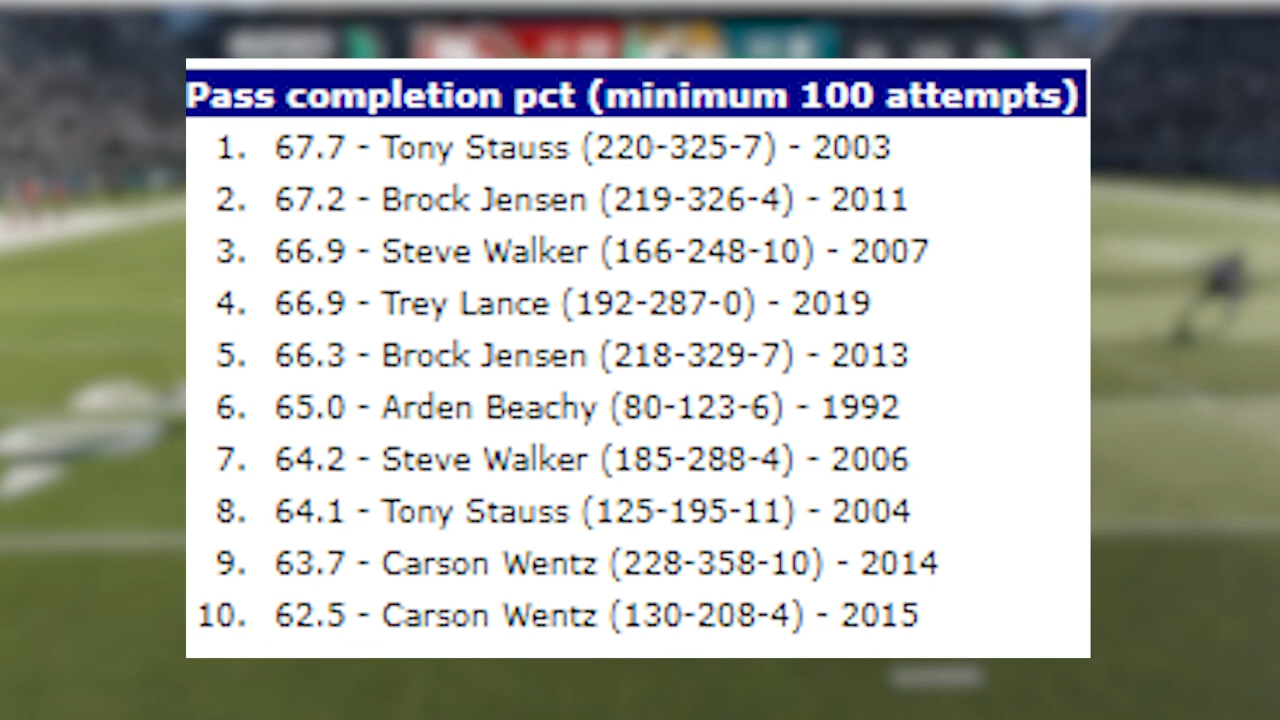 Pass completion pct (minimum 100 attempts)
1. 67.7 - Tony Stauss (220-325-7) - 2003
2. 67.2 - Brock Jensen (219-326-4) - 2011
3. 66.9 - Steve Walker (166-248-10) - 2007
4. 66.9 - Trey Lance (192-287-0) - 2019
5. 66.3 - Brock Jensen (218-329-7) - 2013
6. 65.0 - Arden Beachy (80-123-6) - 1992
7. 64.2 - Steve Walker (185-288-4) - 2006
8. 64.1 - Tony Stauss (125-195-11) - 2004
9. 63.7 - Carson Wentz (228-358-10) - 2014
10. 62.5 - Carson Wentz (130-208-4) - 2015